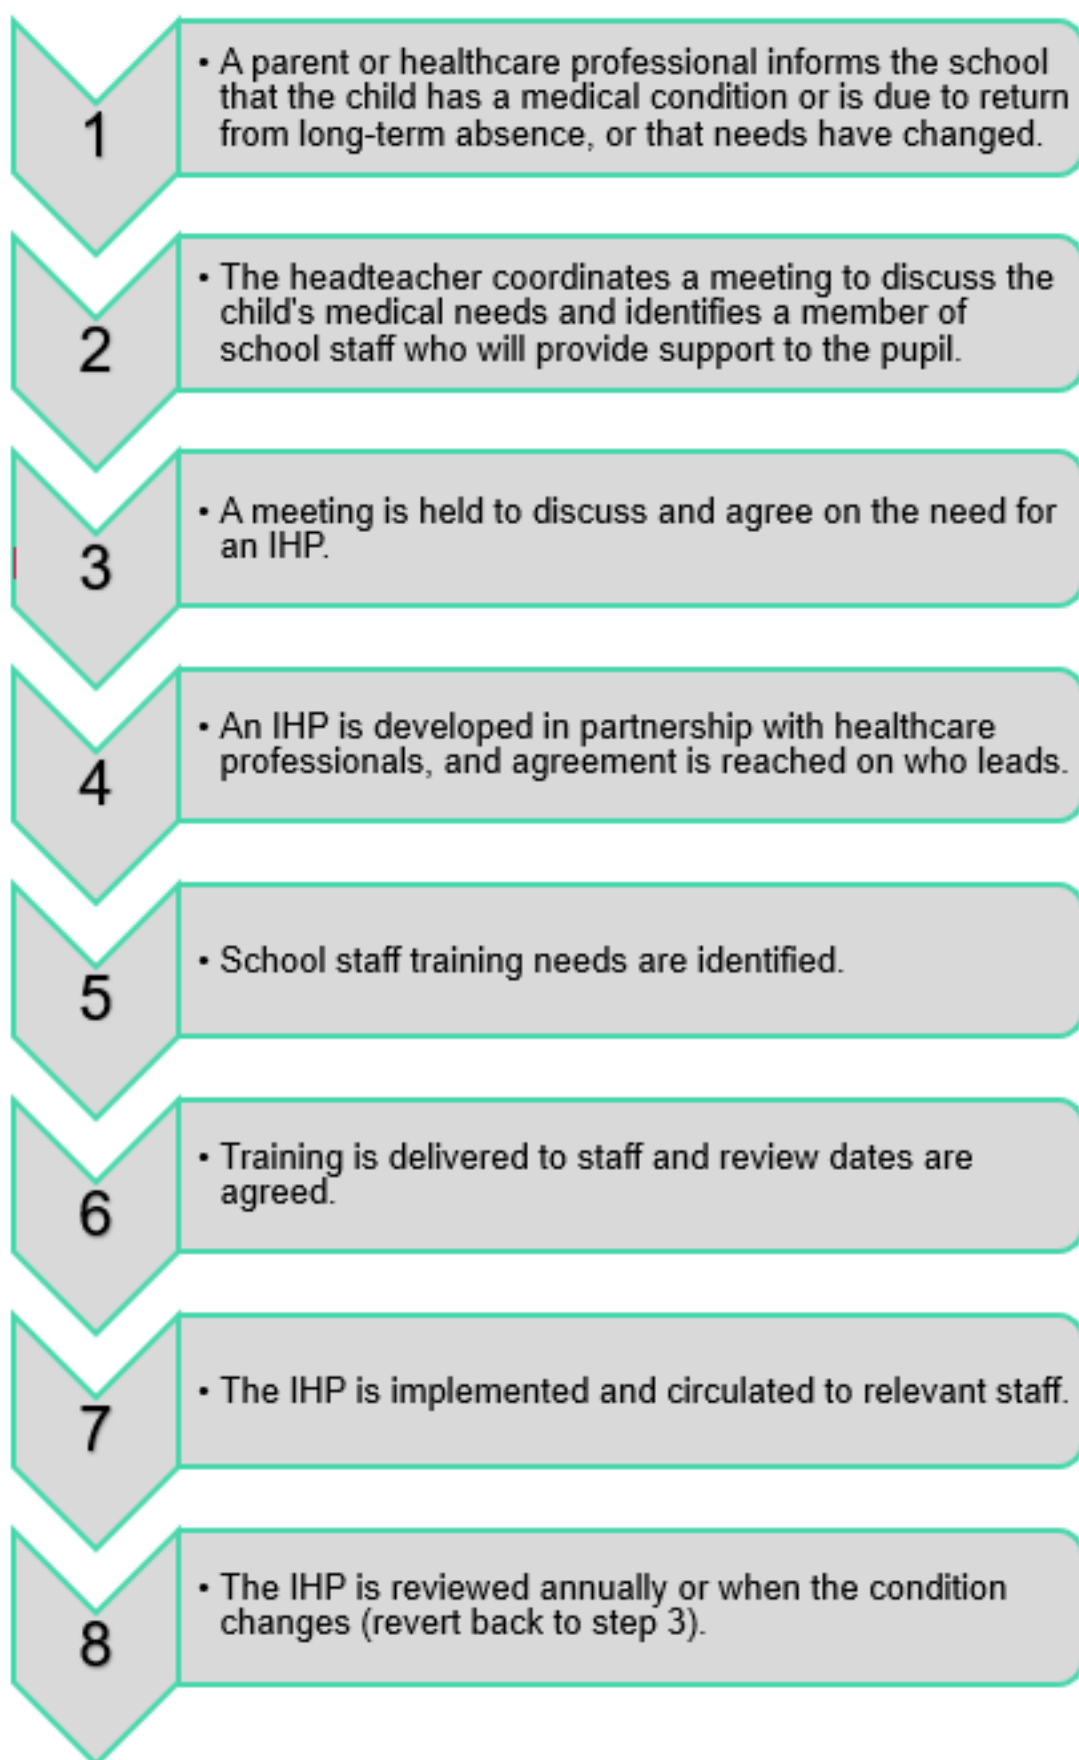 1
• A parent or healthcare professional informs the school
that the child has a medical condition or is due to return
from long-term absence, or that needs have changed.
2
• The headteacher coordinates a meeting to discuss the
child's medical needs and identifies a member of
school staff who will provide support to the pupil.
3
• A meeting is held to discuss and agree on the need for
an IHP.
4
• An IHP is developed in partnership with healthcare
professionals, and agreement is reached on who leads.
5
• School staff training needs are identified.
6
• Training is delivered to staff and review dates are
agreed.
7
• The IHP is implemented and circulated to relevant staff.
8
• The IHP is reviewed annually or when the condition
changes (revert back to step 3).